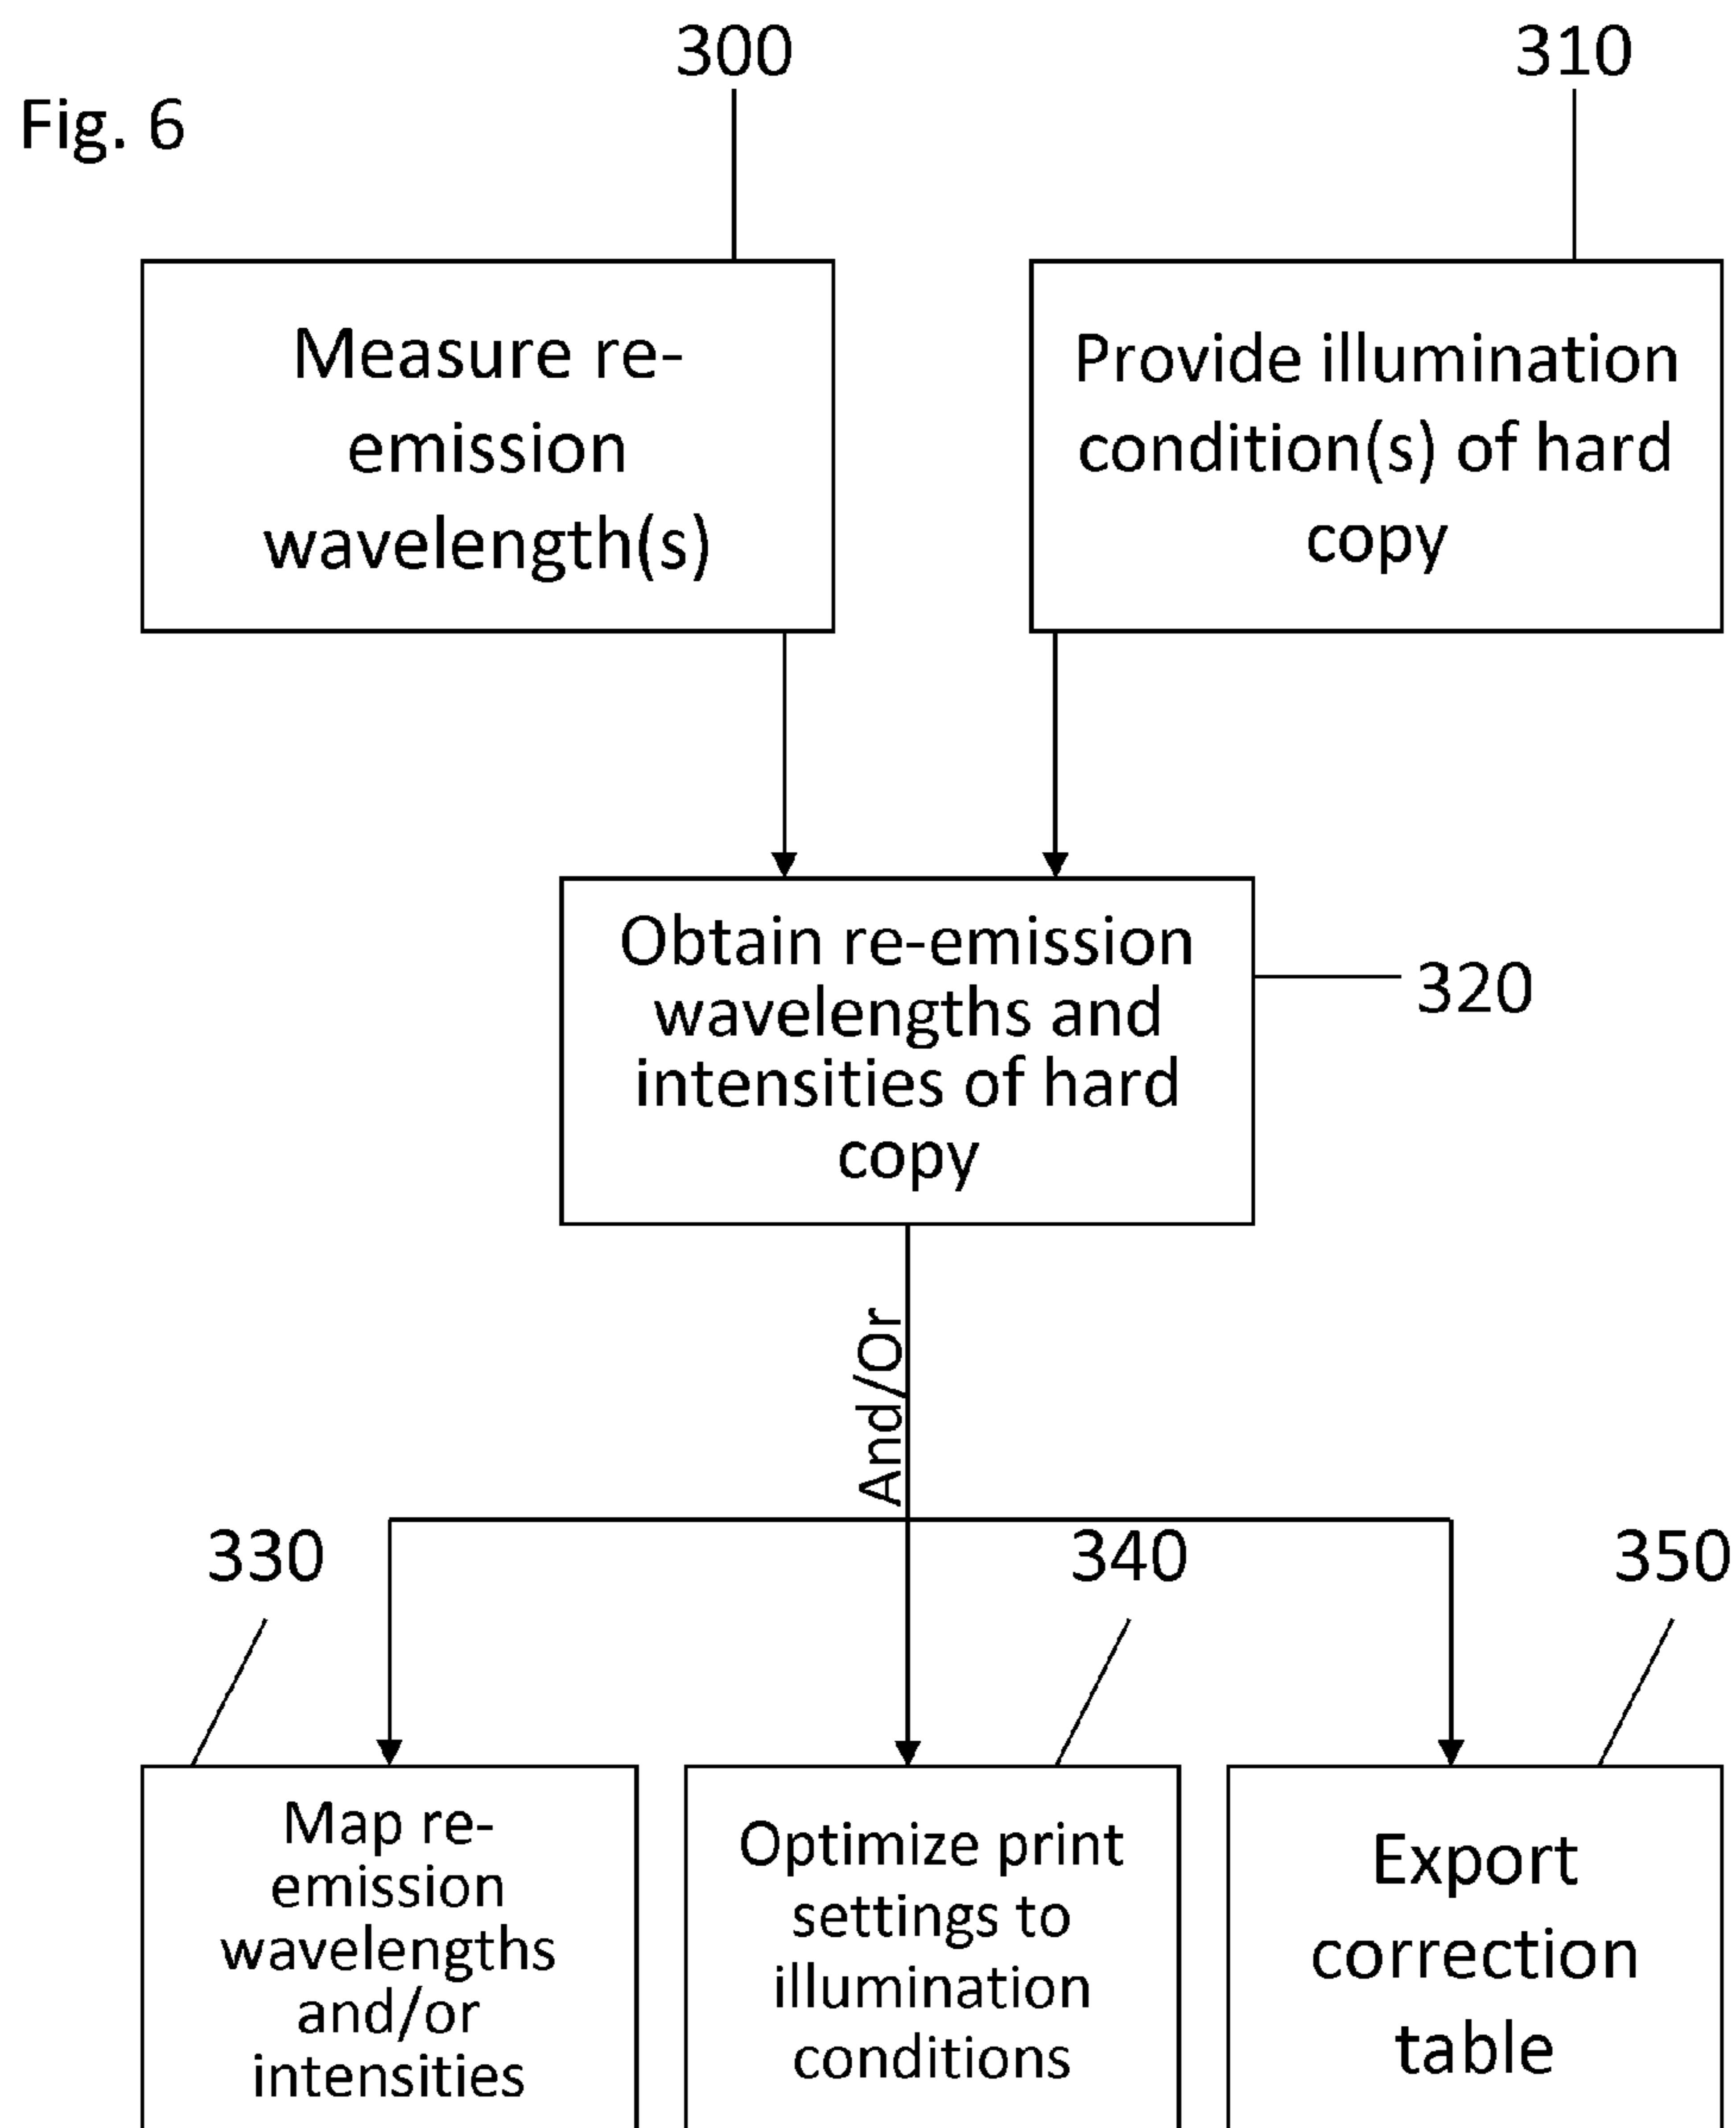 300
310
Fig. 6
Measure re-
emission
wavelength(s)
Provide illumination
condition(s) of hard
copy
Obtain re-emission
wavelengths and
intensities of hard
copy
320
And/Or
330
340
350
Map re-
emission
wavelengths
and/or
intensities
Optimize print
settings to
illumination
conditions
Export
correction
table